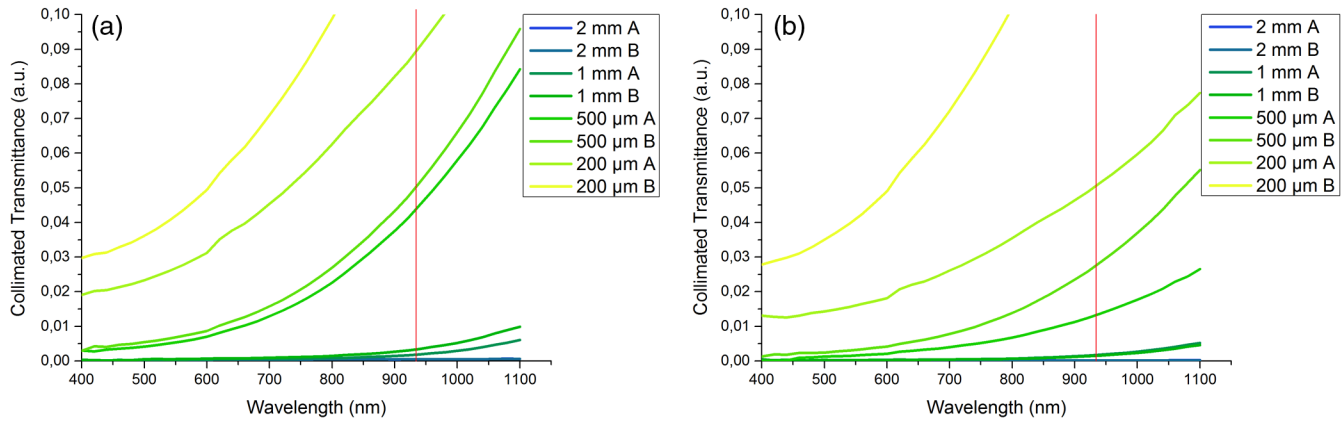 (a)
0,10
0,09
0,08
0,07
0,06
0,05
0,04
0,03
0,02
0,01
0,00
Collimated Transmittance (a.u.)
400 500 600 700 800 900 1000 1100
Wavelength (nm)
2 mm A
2 mm B
1 mm A
1 mm B
500 µm A
500 µm B
200 µm A
200 µm B
(b)
0,10
0,09
0,08
0,07
0,06
0,05
0,04
0,03
0,02
0,01
0,00
Collimated Transmittance (a.u.)
400 500 600 700 800 900 1000 1100
Wavelength (nm)
2 mm A
2 mm B
1 mm A
1 mm B
500 µm A
500 µm B
200 µm A
200 µm B